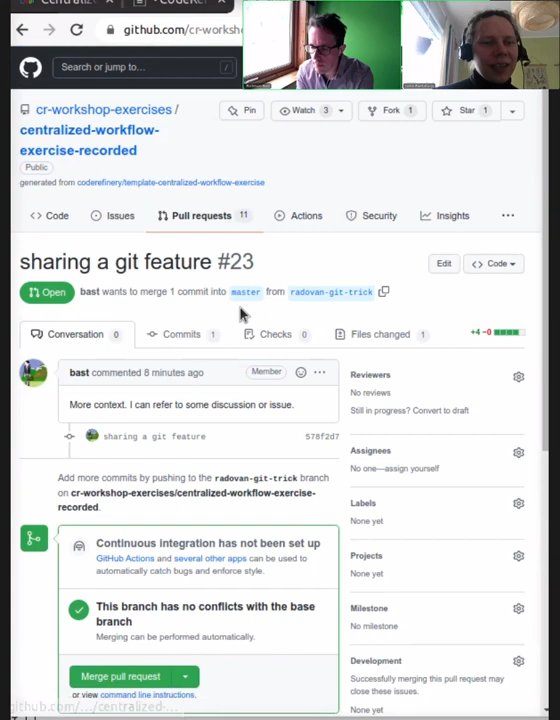 github.com/cr-worksh
Search or jump to...
/
cr-workshop-exercises /
centralized-workflow-
exercise-recorded
Public
generated from coderefinery/template-centralized-workflow-exercise
Pin
Watch 3
Fork 1
Star 1
Code
Issues
Pull requests 11
Actions
Security
Insights
sharing a git feature #23
Edit
Code
Open
bast wants to merge 1 commit into master from radovan-git-trick
Conversation 0
Commits 1
Checks 0
Files changed 1
+4 −0
bast commented 8 minutes ago
Member
More context. I can refer to some discussion or issue.
sharing a git feature
578f2d7
Add more commits by pushing to the radovan-git-trick branch
on cr-workshop-exercises/centralized-workflow-exercise-
recorded.
Continuous integration has not been set up
GitHub Actions and several other apps can be used to
automatically catch bugs and enforce style.
This branch has no conflicts with the base
branch
Merging can be performed automatically.
Merge pull request
or view command line instructions.
Reviewers
No reviews
Still in progress? Convert to draft
Assignees
No one—assign yourself
Labels
None yet
Projects
None yet
Milestone
No milestone
Development
Successfully merging this pull request may
close these issues.
None yet
github.com/.../centralized-...